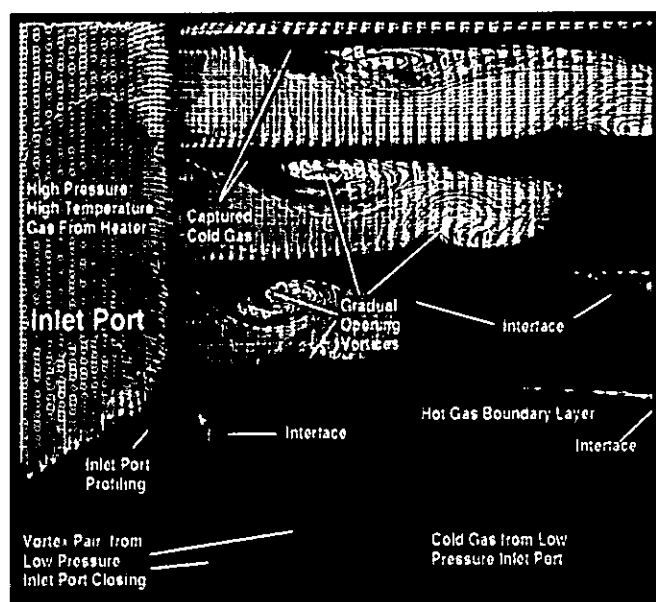 High Pressure
High Temperature
Gas From Heater
Captured
Cold Gas
Inlet Port
Gradual
Opening
Vortices
Interface
Hot Gas Boundary Layer
Interface
Interface
Inlet Port
Profiling
Vortex Pair from
Low Pressure
Inlet Port Closing
Cold Gas from Low
Pressure Inlet Port